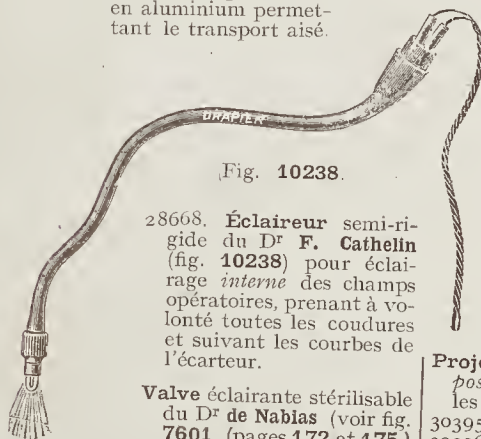 en aluminium permet-
tant le transport aisé.
DRAPIER
Fig. 10238.
28668. Éclaireur semi-ri-
gide du Dr F. Cathelin
(fig. 10238) pour éclai-
rage interne des champs
opératoires, prenant à vo-
lonté toutes les coudures
et suivant les courbes de
l'écarteur.
Valve éclairante stérilisable
du Dr de Nabias (voir fig.
7601 (pages 172 et 175.)
Proje
pos
les
30395